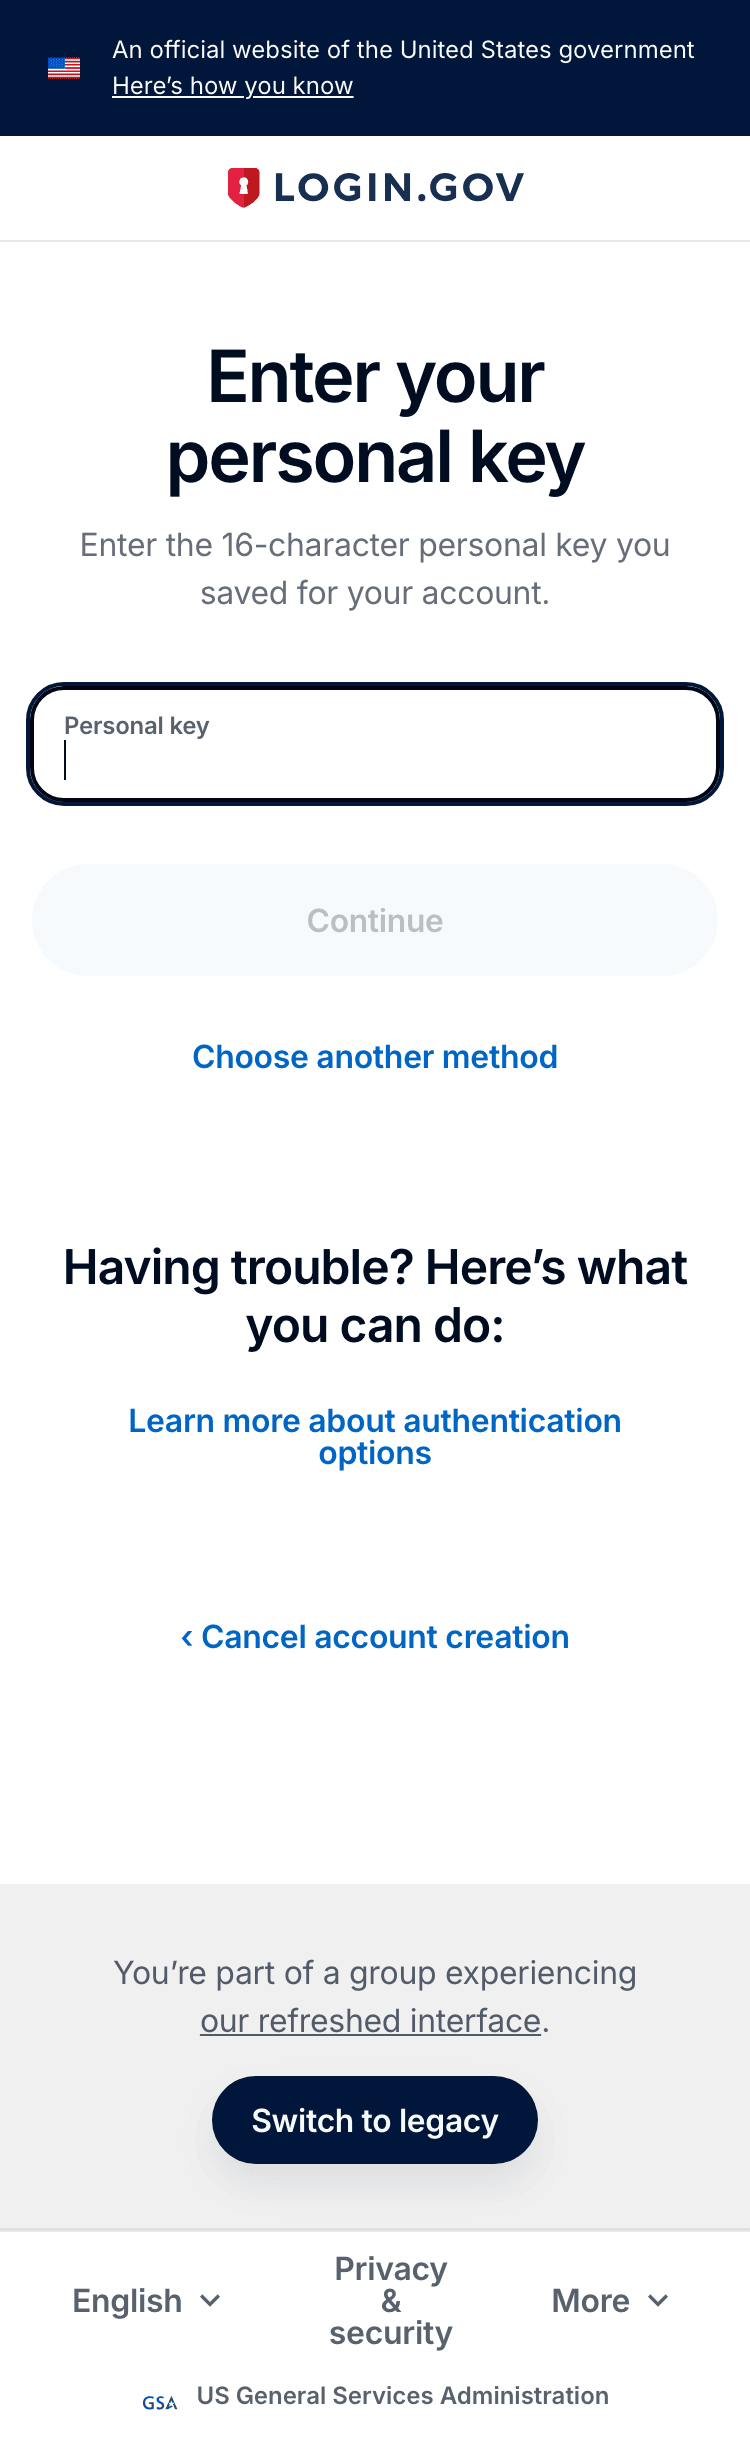 An official website of the United States government
Here’s how you know
LOGIN.GOV
Enter your
personal key
Enter the 16-character personal key you
saved for your account.
Personal key
Continue
Choose another method
Having trouble? Here’s what
you can do:
Learn more about authentication
options
‹ Cancel account creation
You’re part of a group experiencing
our refreshed interface.
Switch to legacy
English
Privacy
&
security
More
GSA US General Services Administration